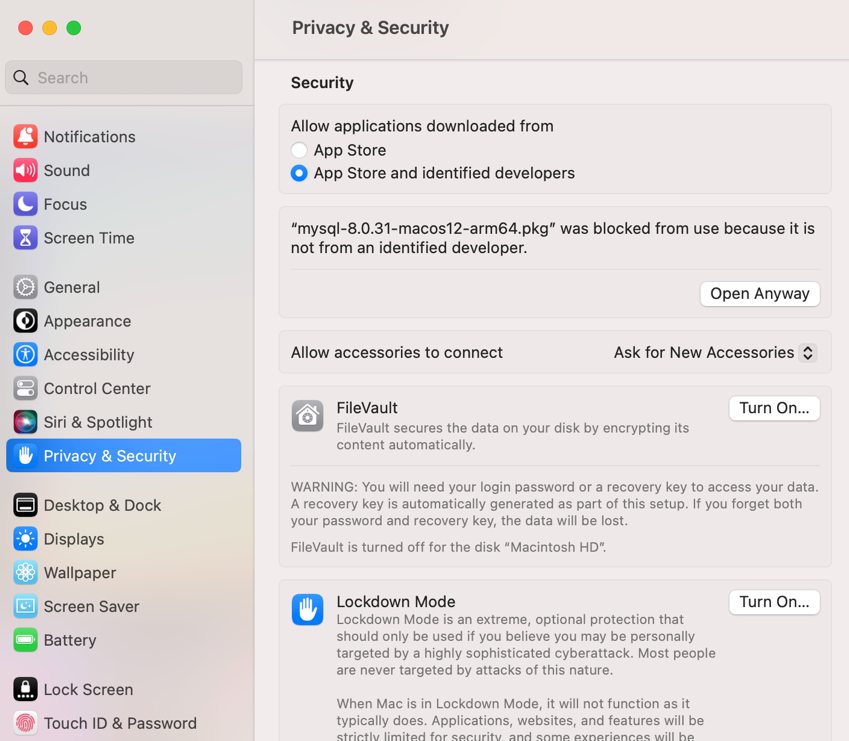 Privacy & Security
Search
Notifications
Sound
Focus
Screen Time
General
Appearance
Accessibility
Control Center
Siri & Spotlight
Privacy & Security
Desktop & Dock
Displays
Wallpaper
Screen Saver
Battery
Lock Screen
Touch ID & Password
Security
Allow applications downloaded from
App Store
App Store and identified developers
“mysql-8.0.31-macos12-arm64.pkg” was blocked from use because it is
not from an identified developer.
Open Anyway
Allow accessories to connect
Ask for New Accessories
FileVault
Turn On...
FileVault secures the data on your disk by encrypting its
content automatically.
WARNING: You will need your login password or a recovery key to access your data.
A recovery key is automatically generated as part of this setup. If you forget both
your password and recovery key, the data will be lost.
FileVault is turned off for the disk “Macintosh HD”.
Lockdown Mode
Turn On...
Lockdown Mode is an extreme, optional protection that
should only be used if you believe you may be personally
targeted by a highly sophisticated cyberattack. Most people
are never targeted by attacks of this nature.
When Mac is in Lockdown Mode, it will not function as it
typically does. Applications, websites, and features will be
strictly limited for security, and some experiences will be